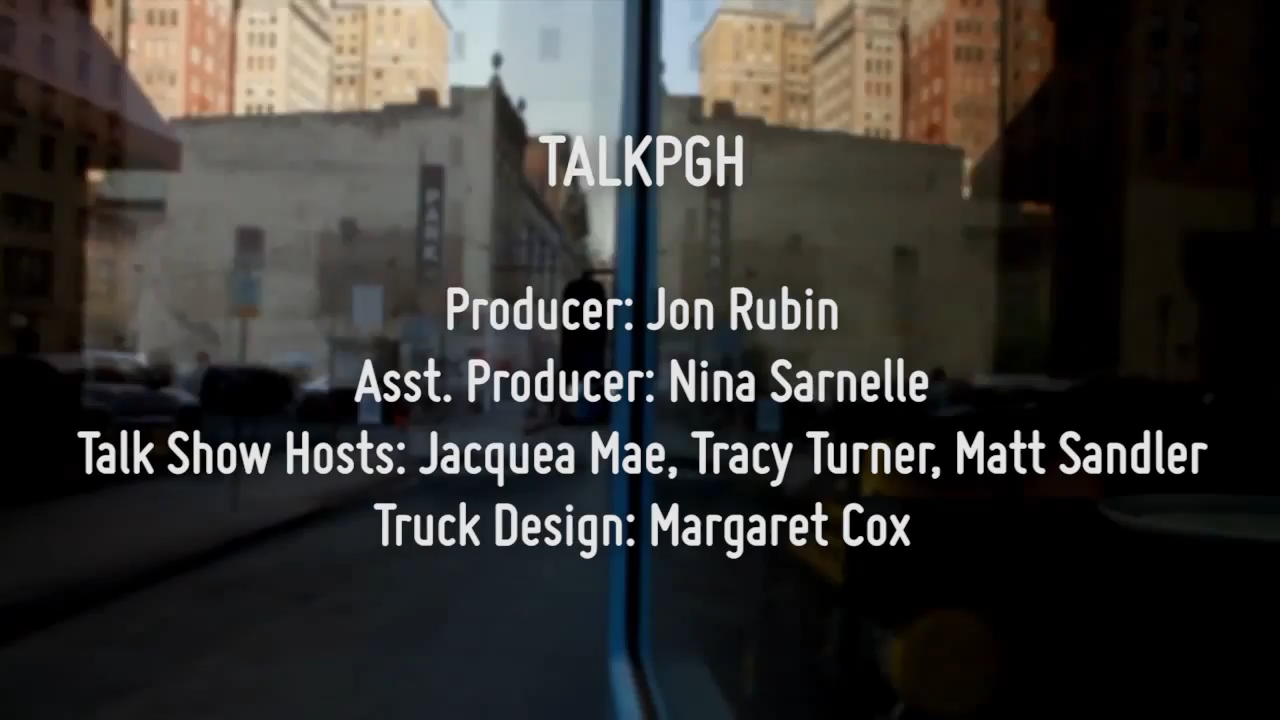 PARK
TALKPGH
Producer: Jon Rubin
Asst. Producer: Nina Sarnelle
Talk Show Hosts: Jacquea Mae, Tracy Turner, Matt Sandler
Truck Design: Margaret Cox